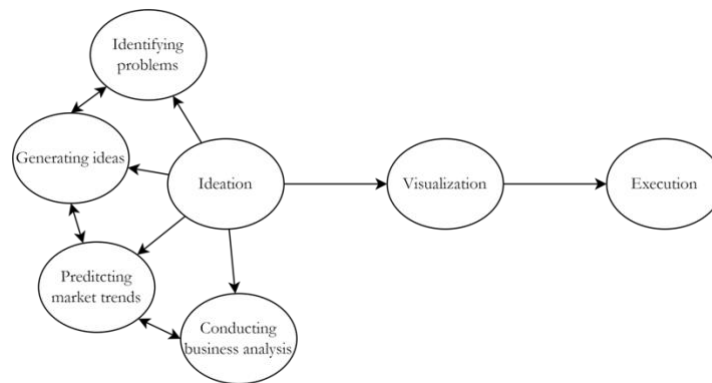 Identifying
problems
Generating ideas
Ideation
Visualization
Execution
Preditcting
market trends
Conducting
business analysis